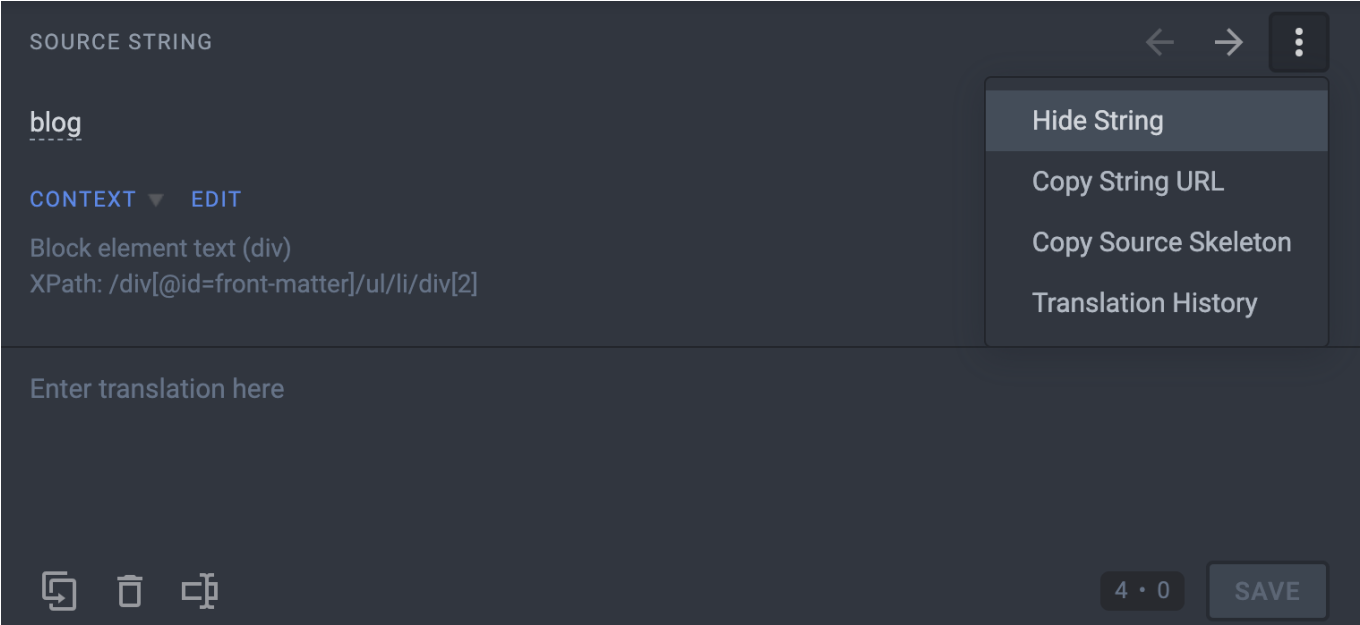 SOURCE STRING
blog
CONTEXT EDIT
Block element text (div)
XPath: /div[@id=front-matter]/ul/li/div[2]
Hide String
Copy String URL
Copy Source Skeleton
Translation History
Enter translation here
4 • 0
SAVE